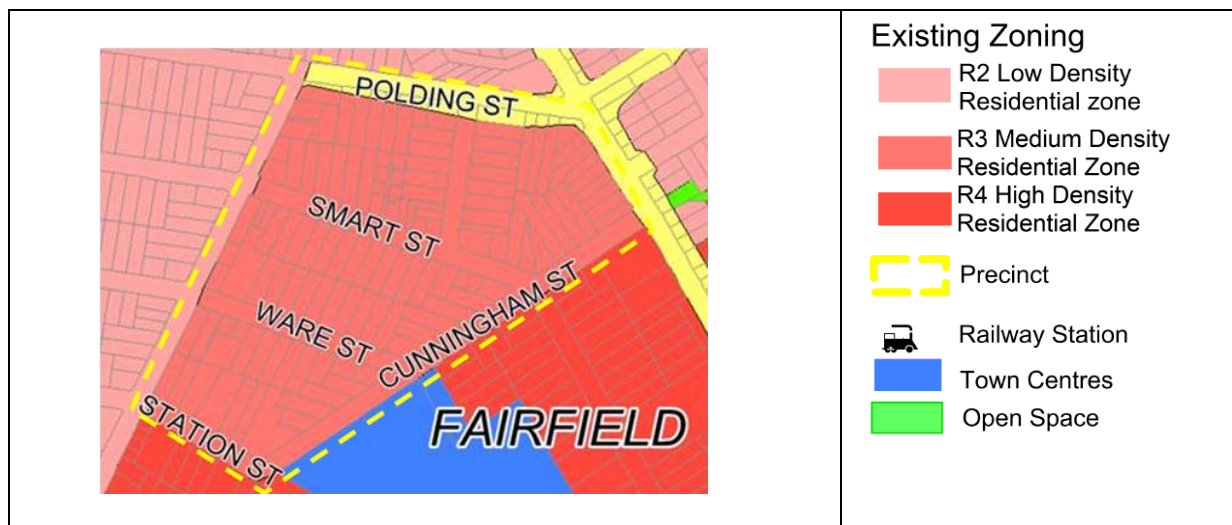 POLDING ST
SMART ST
WARE ST
CUNNINGHAM ST
STATION ST
FAIRFIELD
Existing Zoning
R2 Low Density
Residential zone
R3 Medium Density
Residential Zone
R4 High Density
Residential Zone
Precinct
Railway Station
Town Centres
Open Space